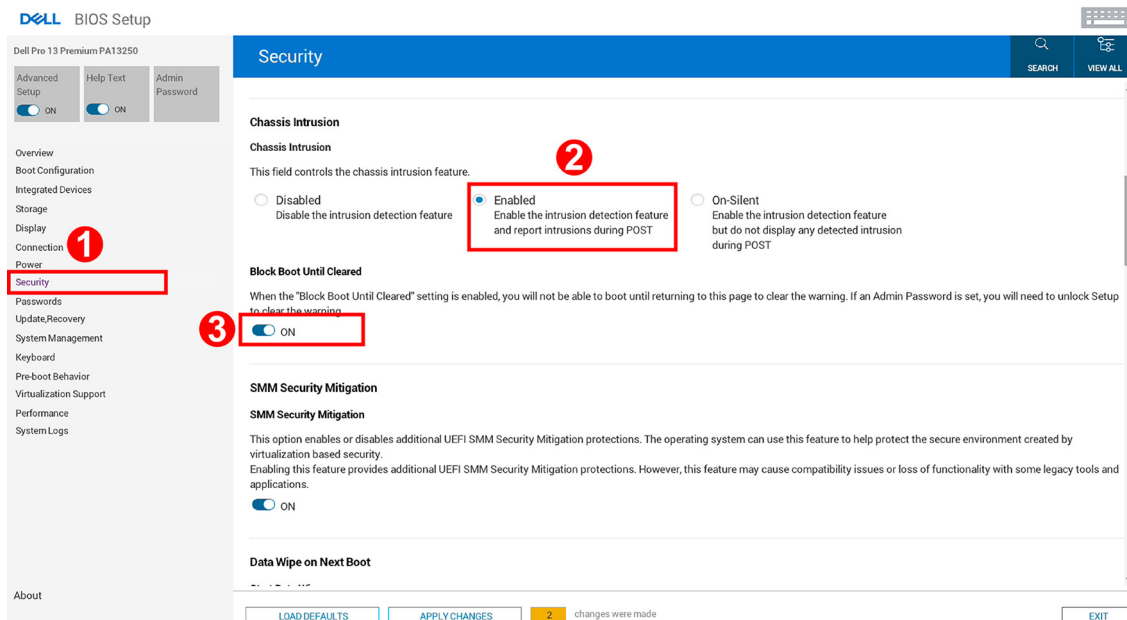 DELL BIOS Setup
Dell Pro 13 Premium PA13250
Advanced Setup
ON
Help Text
ON
Admin Password
Overview
Boot Configuration
Integrated Devices
Storage
Display
Connection
1
Power
Security
Passwords
Update,Recovery
System Management
Keyboard
Pre-boot Behavior
Virtualization Support
Performance
System Logs
About
Security
SEARCH
VIEW ALL
Chassis Intrusion
Chassis Intrusion
2
This field controls the chassis intrusion feature.
Disabled
Disable the intrusion detection feature
Enabled
Enable the intrusion detection feature
and report intrusions during POST
On-Silent
Enable the intrusion detection feature
but do not display any detected intrusion
during POST
Block Boot Until Cleared
When the "Block Boot Until Cleared" setting is enabled, you will not be able to boot until returning to this page to clear the warning. If an Admin Password is set, you will need to unlock Setup
to clear the warning.
3
ON
SMM Security Mitigation
SMM Security Mitigation
This option enables or disables additional UEFI SMM Security Mitigation protections. The operating system can use this feature to help protect the secure environment created by
virtualization based security.
Enabling this feature provides additional UEFI SMM Security Mitigation protections. However, this feature may cause compatibility issues or loss of functionality with some legacy tools and
applications.
ON
Data Wipe on Next Boot
LOAD DEFAULTS
APPLY CHANGES
2 changes were made
EXIT